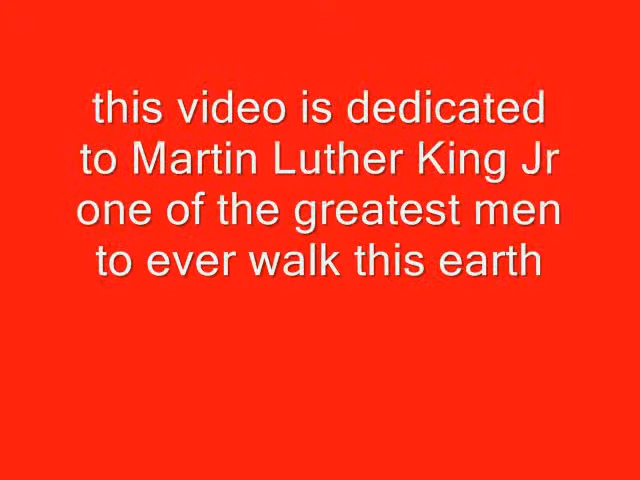 this video is dedicated
to Martin Luther King Jr
one of the greatest men
to ever walk this earth